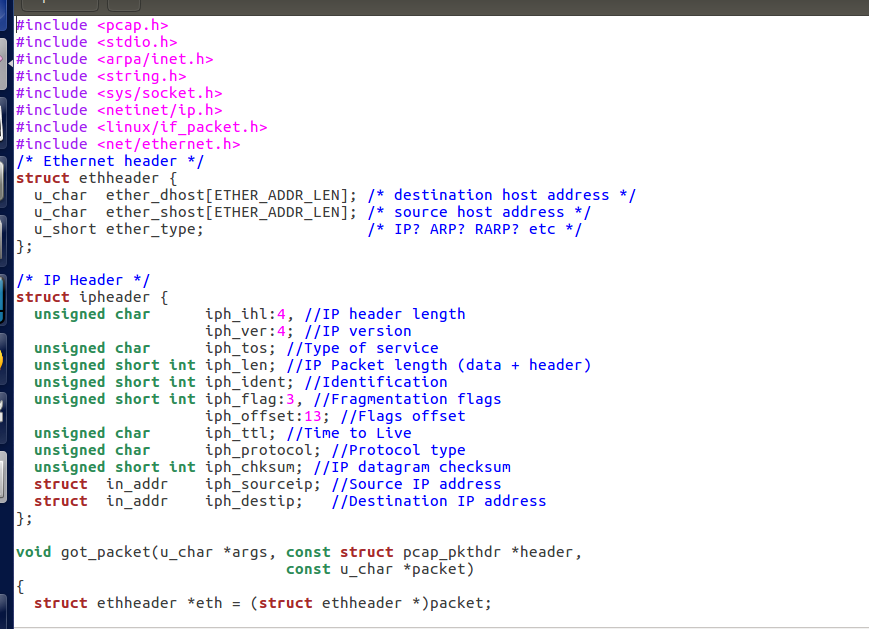 #include <pcap.h>
#include <stdio.h>
#include <arpa/inet.h>
#include <string.h>
#include <sys/socket.h>
#include <netinet/ip.h>
#include <linux/if_packet.h>
#include <net/ethernet.h>
/* Ethernet header */
struct ethheader {
  u_char  ether_dhost[ETHER_ADDR_LEN]; /* destination host address */
  u_char  ether_shost[ETHER_ADDR_LEN]; /* source host address */
  u_short ether_type;                  /* IP? ARP? RARP? etc */
};

/* IP Header */
struct ipheader {
  unsigned char      iph_ihl:4, //IP header length
                     iph_ver:4; //IP version
  unsigned char      iph_tos; //Type of service
  unsigned short int iph_len; //IP Packet length (data + header)
  unsigned short int iph_ident; //Identification
  unsigned short int iph_flag:3, //Fragmentation flags
                     iph_offset:13; //Flags offset
  unsigned char      iph_ttl; //Time to Live
  unsigned char      iph_protocol; //Protocol type
  unsigned short int iph_chksum; //IP datagram checksum
  struct  in_addr    iph_sourceip; //Source IP address
  struct  in_addr    iph_destip;   //Destination IP address
};

void got_packet(u_char *args, const struct pcap_pkthdr *header,
                              const u_char *packet)
{
  struct ethheader *eth = (struct ethheader *)packet;